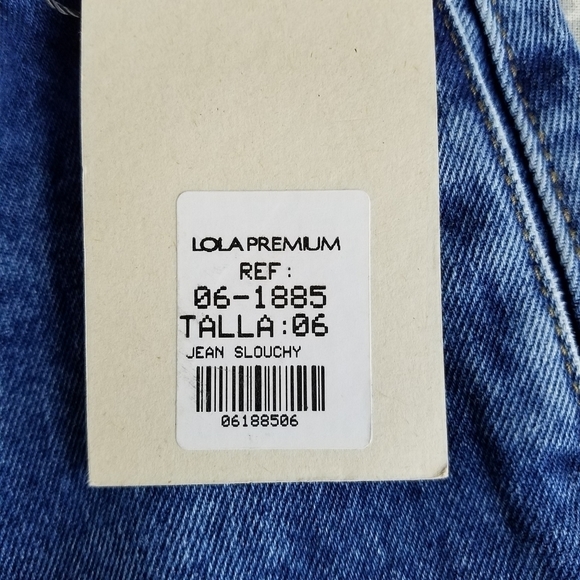 LOLA PREMIUM
REF:
06-1885
TALLA:06
JEAN SLOUCHY
06188506